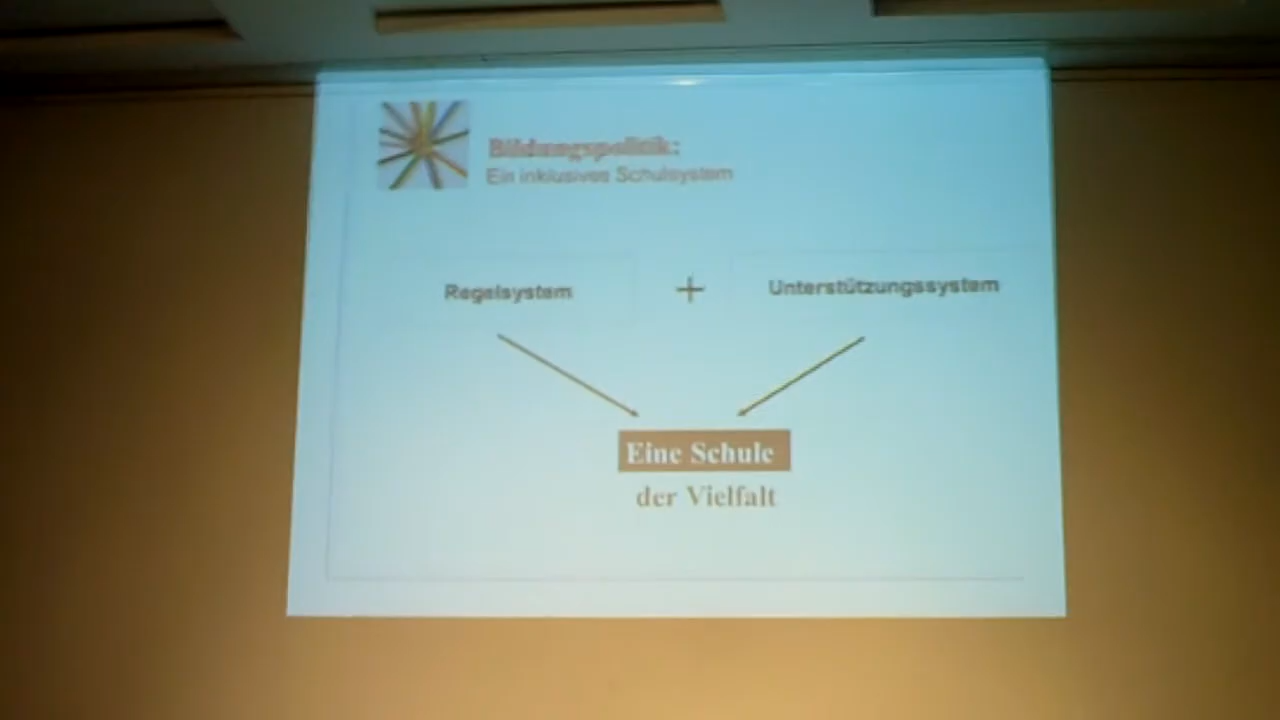 Bildungspolitik:
Ein inklusives Schulsystem
Regelsystem + Unterstützungssystem
Eine Schule
der Vielfalt